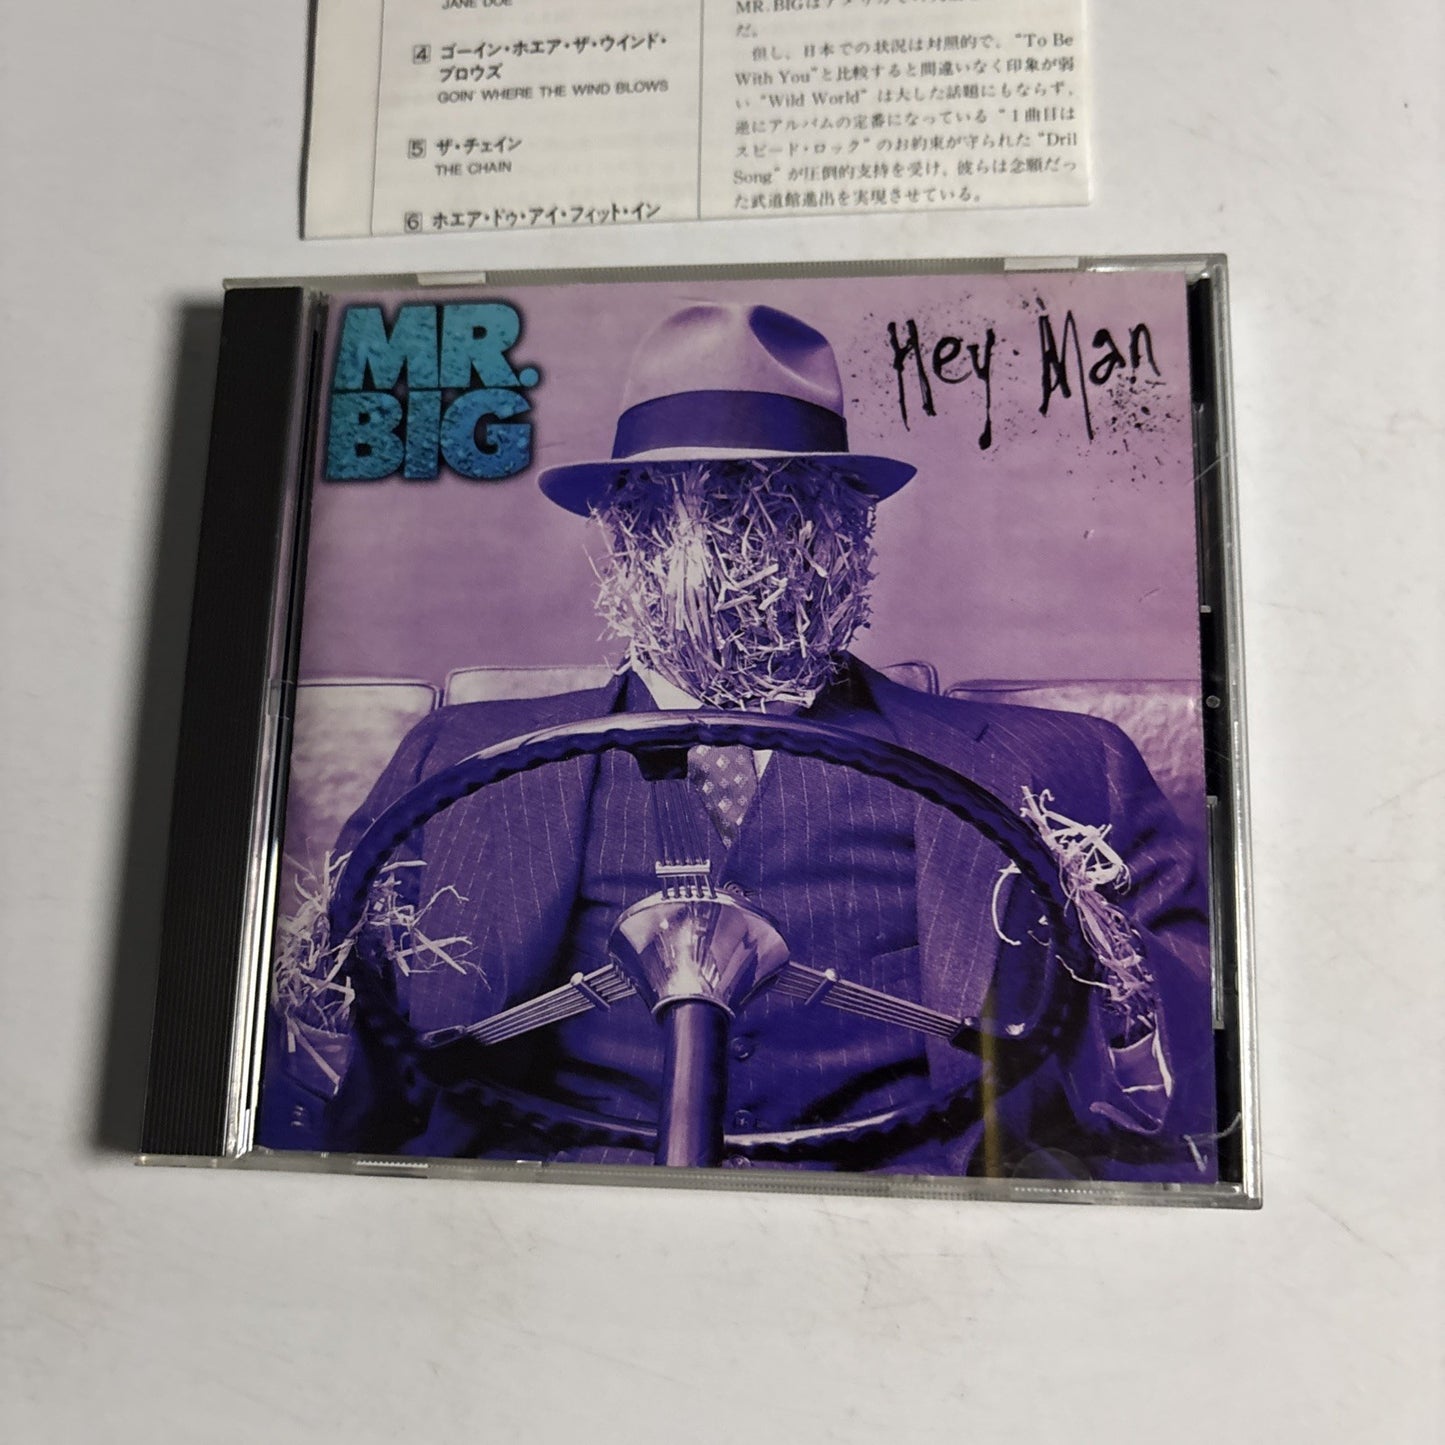 JANE DOE
4 ゴーイン・ホエア・ザ・ウインド・
ブロウズ
GOIN' WHERE THE WIND BLOWS
5 ザ・チェイン
THE CHAIN
6 ホエア・ドゥ・アイ・フィット・イン
MR.BIGはアメリカでの
だ。
但し、日本での状況は対照的で、"To Be
With You"と比較すると間違いなく印象が弱
い "Wild World" は大した話題にもならず、
逆にアルバムの定番になっている "1曲目は
スピード・ロック" のお約束が守られた "Dril
Song" が圧倒的支持を受け、彼らは念願だっ
た武道館進出を実現させている。
MR.
BIG
Hey Man